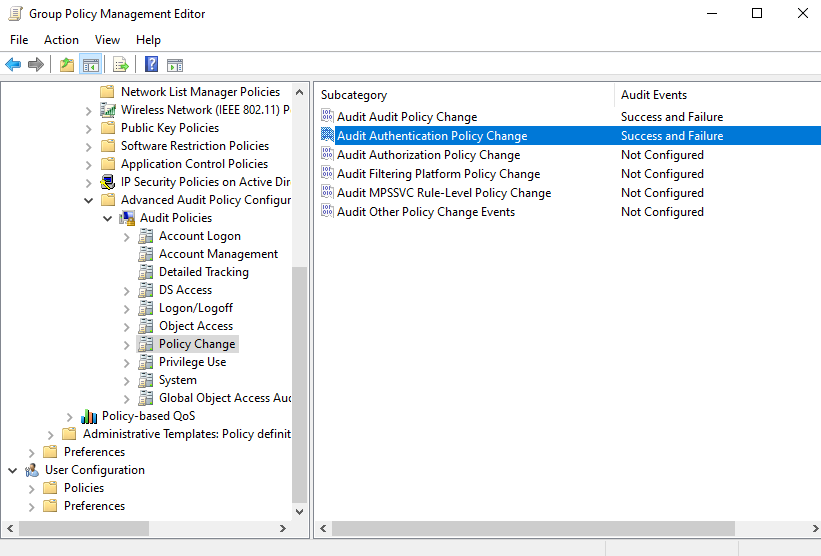 Group Policy Management Editor
File Action View Help
Network List Manager Policies
Wireless Network (IEEE 802.11) P
Public Key Policies
Software Restriction Policies
Application Control Policies
IP Security Policies on Active Dir
Advanced Audit Policy Configur
Audit Policies
Account Logon
Account Management
Detailed Tracking
DS Access
Logon/Logoff
Object Access
Policy Change
Privilege Use
System
Global Object Access Auc
Policy-based QoS
Administrative Templates: Policy definit
Preferences
User Configuration
Policies
Preferences
Subcategory Audit Events
Audit Audit Policy Change Success and Failure
Audit Authentication Policy Change Success and Failure
Audit Authorization Policy Change Not Configured
Audit Filtering Platform Policy Change Not Configured
Audit MPSSVC Rule-Level Policy Change Not Configured
Audit Other Policy Change Events Not Configured